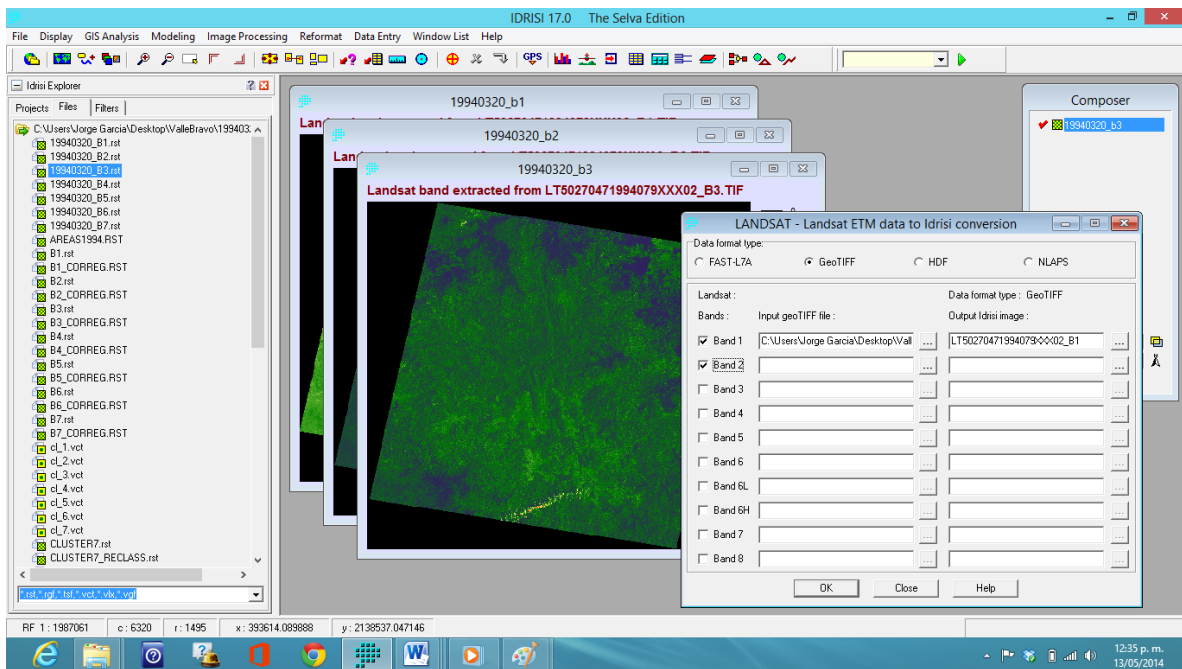 IDRISI 17.0 The Selva Edition
File Display GIS Analysis Modeling Image Processing Reformat Data Entry Window List Help
GPS
Idrisi Explorer
Projects Files Filters
C:\Users\Jorge Garcia\Desktop\ValleBravo\199403
19940320_B1.rst
19940320_B2.rst
19940320_B3.rst
19940320_B4.rst
19940320_B5.rst
19940320_B6.rst
19940320_B7.rst
AREAS1994.RST
B1.rst
B1_CORREG.RST
B2.rst
B2_CORREG.RST
B3.rst
B3_CORREG.RST
B4.rst
B4_CORREG.RST
B5.rst
B5_CORREG.RST
B6.rst
B6_CORREG.RST
B7.rst
B7_CORREG.RST
cl_1.vct
cl_2.vct
cl_3.vct
cl_4.vct
cl_5.vct
cl_6.vct
cl_7.vct
CLUSTER7.rst
CLUSTER7_RECLASS.rst
*.rst,*.rgf,*.tsf,*.vct,*.vlx,*.vgf
19940320_b1
Lan
19940320_b2
Lan
19940320_b3
Landsat band extracted from LT50270471994079XXX02_B3.TIF
Composer
19940320_b3
LANDSAT - Landsat ETM data to Idrisi conversion
Data format type:
FAST-L7A GeoTIFF HDF NLAPS
Landsat : Data format type : GeoTIFF
Bands : Input geoTIFF file : Output Idrisi image :
Band 1 C:\Users\Jorge Garcia\Desktop\Vall ... LT50270471994079XXX02_B1 ...
Band 2 ... ...
Band 3 ... ...
Band 4 ... ...
Band 5 ... ...
Band 6 ... ...
Band 6L ... ...
Band 6H ... ...
Band 7 ... ...
Band 8 ... ...
OK Close Help
RF 1 : 1987061 c : 6320 r : 1495 x : 393614.089888 y : 2138537.047146
12:35 p. m.
13/05/2014